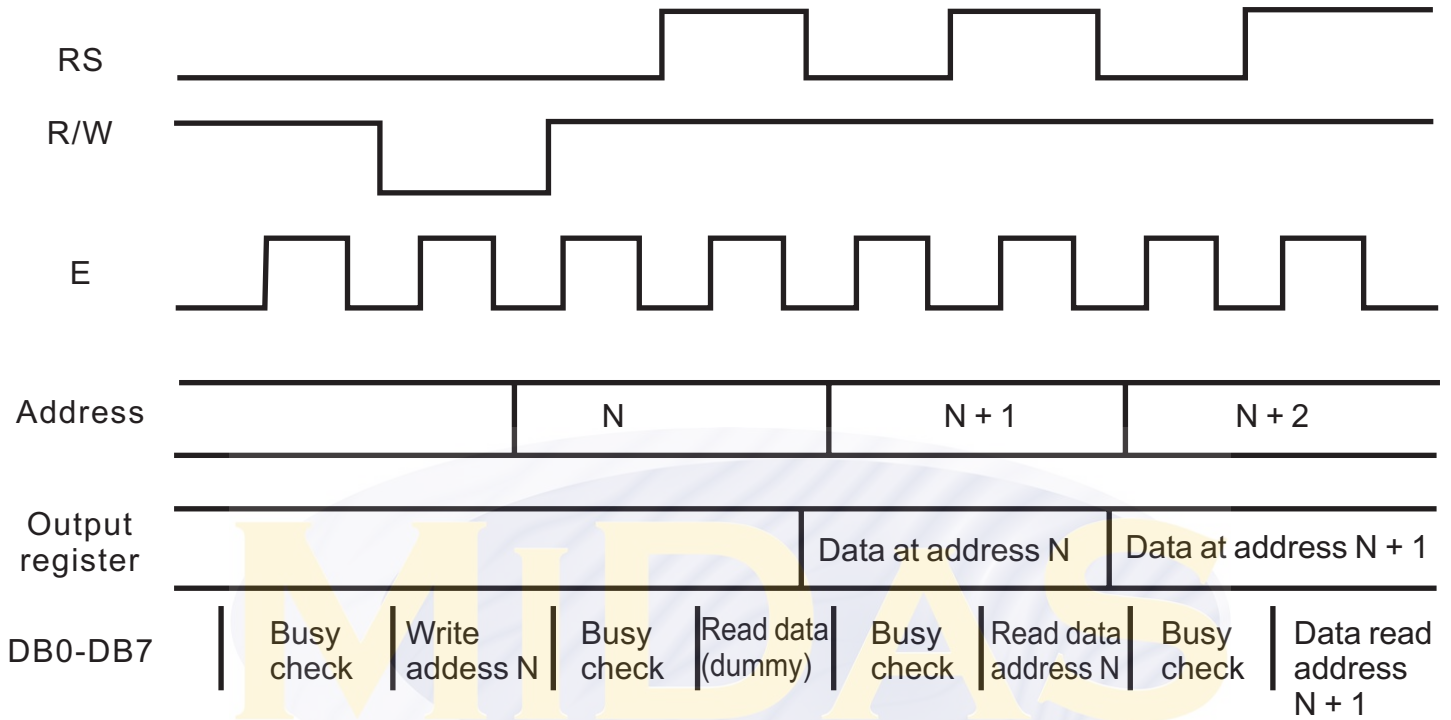 RS
R/W
E
Address
N
N + 1
N + 2
Output
register
Data at address N
Data at address N + 1
DB0-DB7
Busy
check
Write
addess N
Busy
check
Read data
(dummy)
Busy
check
Read data
address N
Busy
check
Data read
address
N + 1
MIDAS